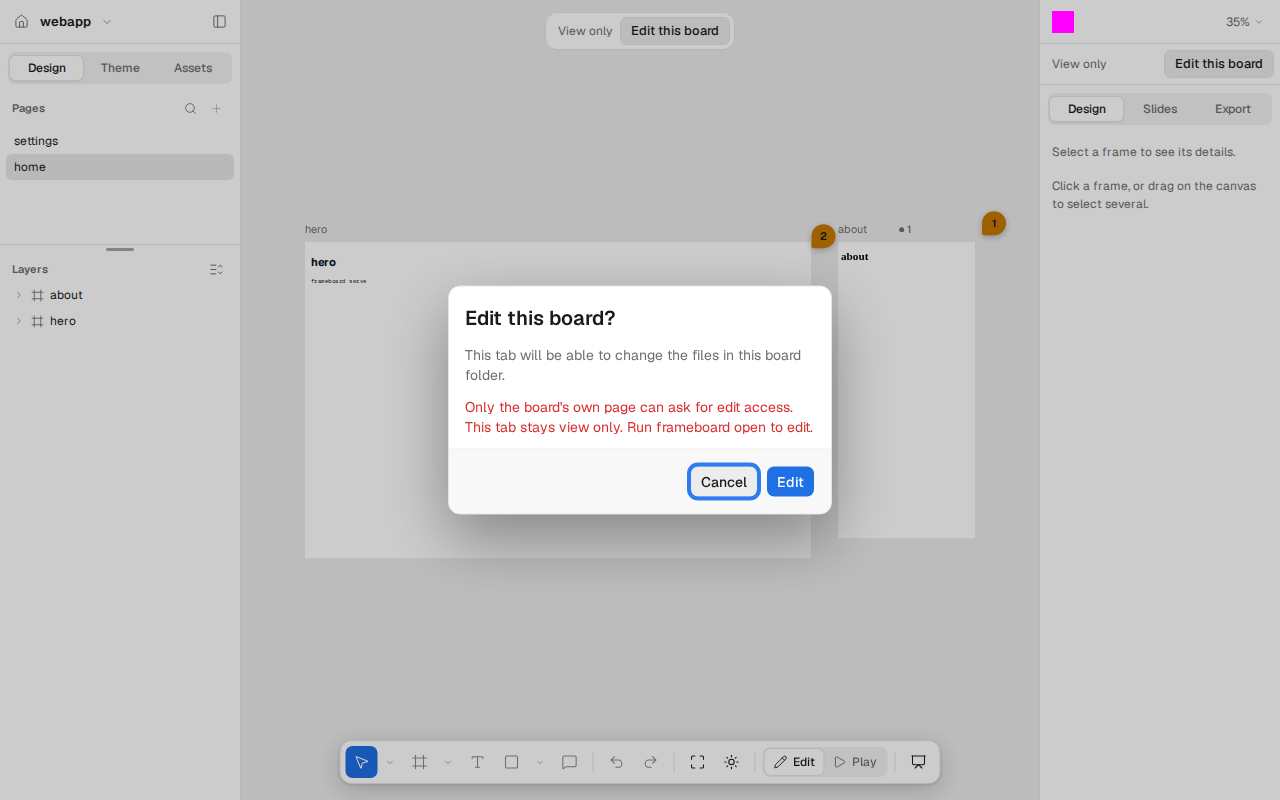 webapp
Design
Theme
Assets
Pages
settings
home
Layers
about
hero
View only
Edit this board
hero
2
about
1
1
hero
frameboard serve
about
Edit this board?
This tab will be able to change the files in this board
folder.
Only the board's own page can ask for edit access.
This tab stays view only. Run frameboard open to edit.
Cancel
Edit
Edit
Play
35%
View only
Edit this board
Design
Slides
Export
Select a frame to see its details.
Click a frame, or drag on the canvas
to select several.